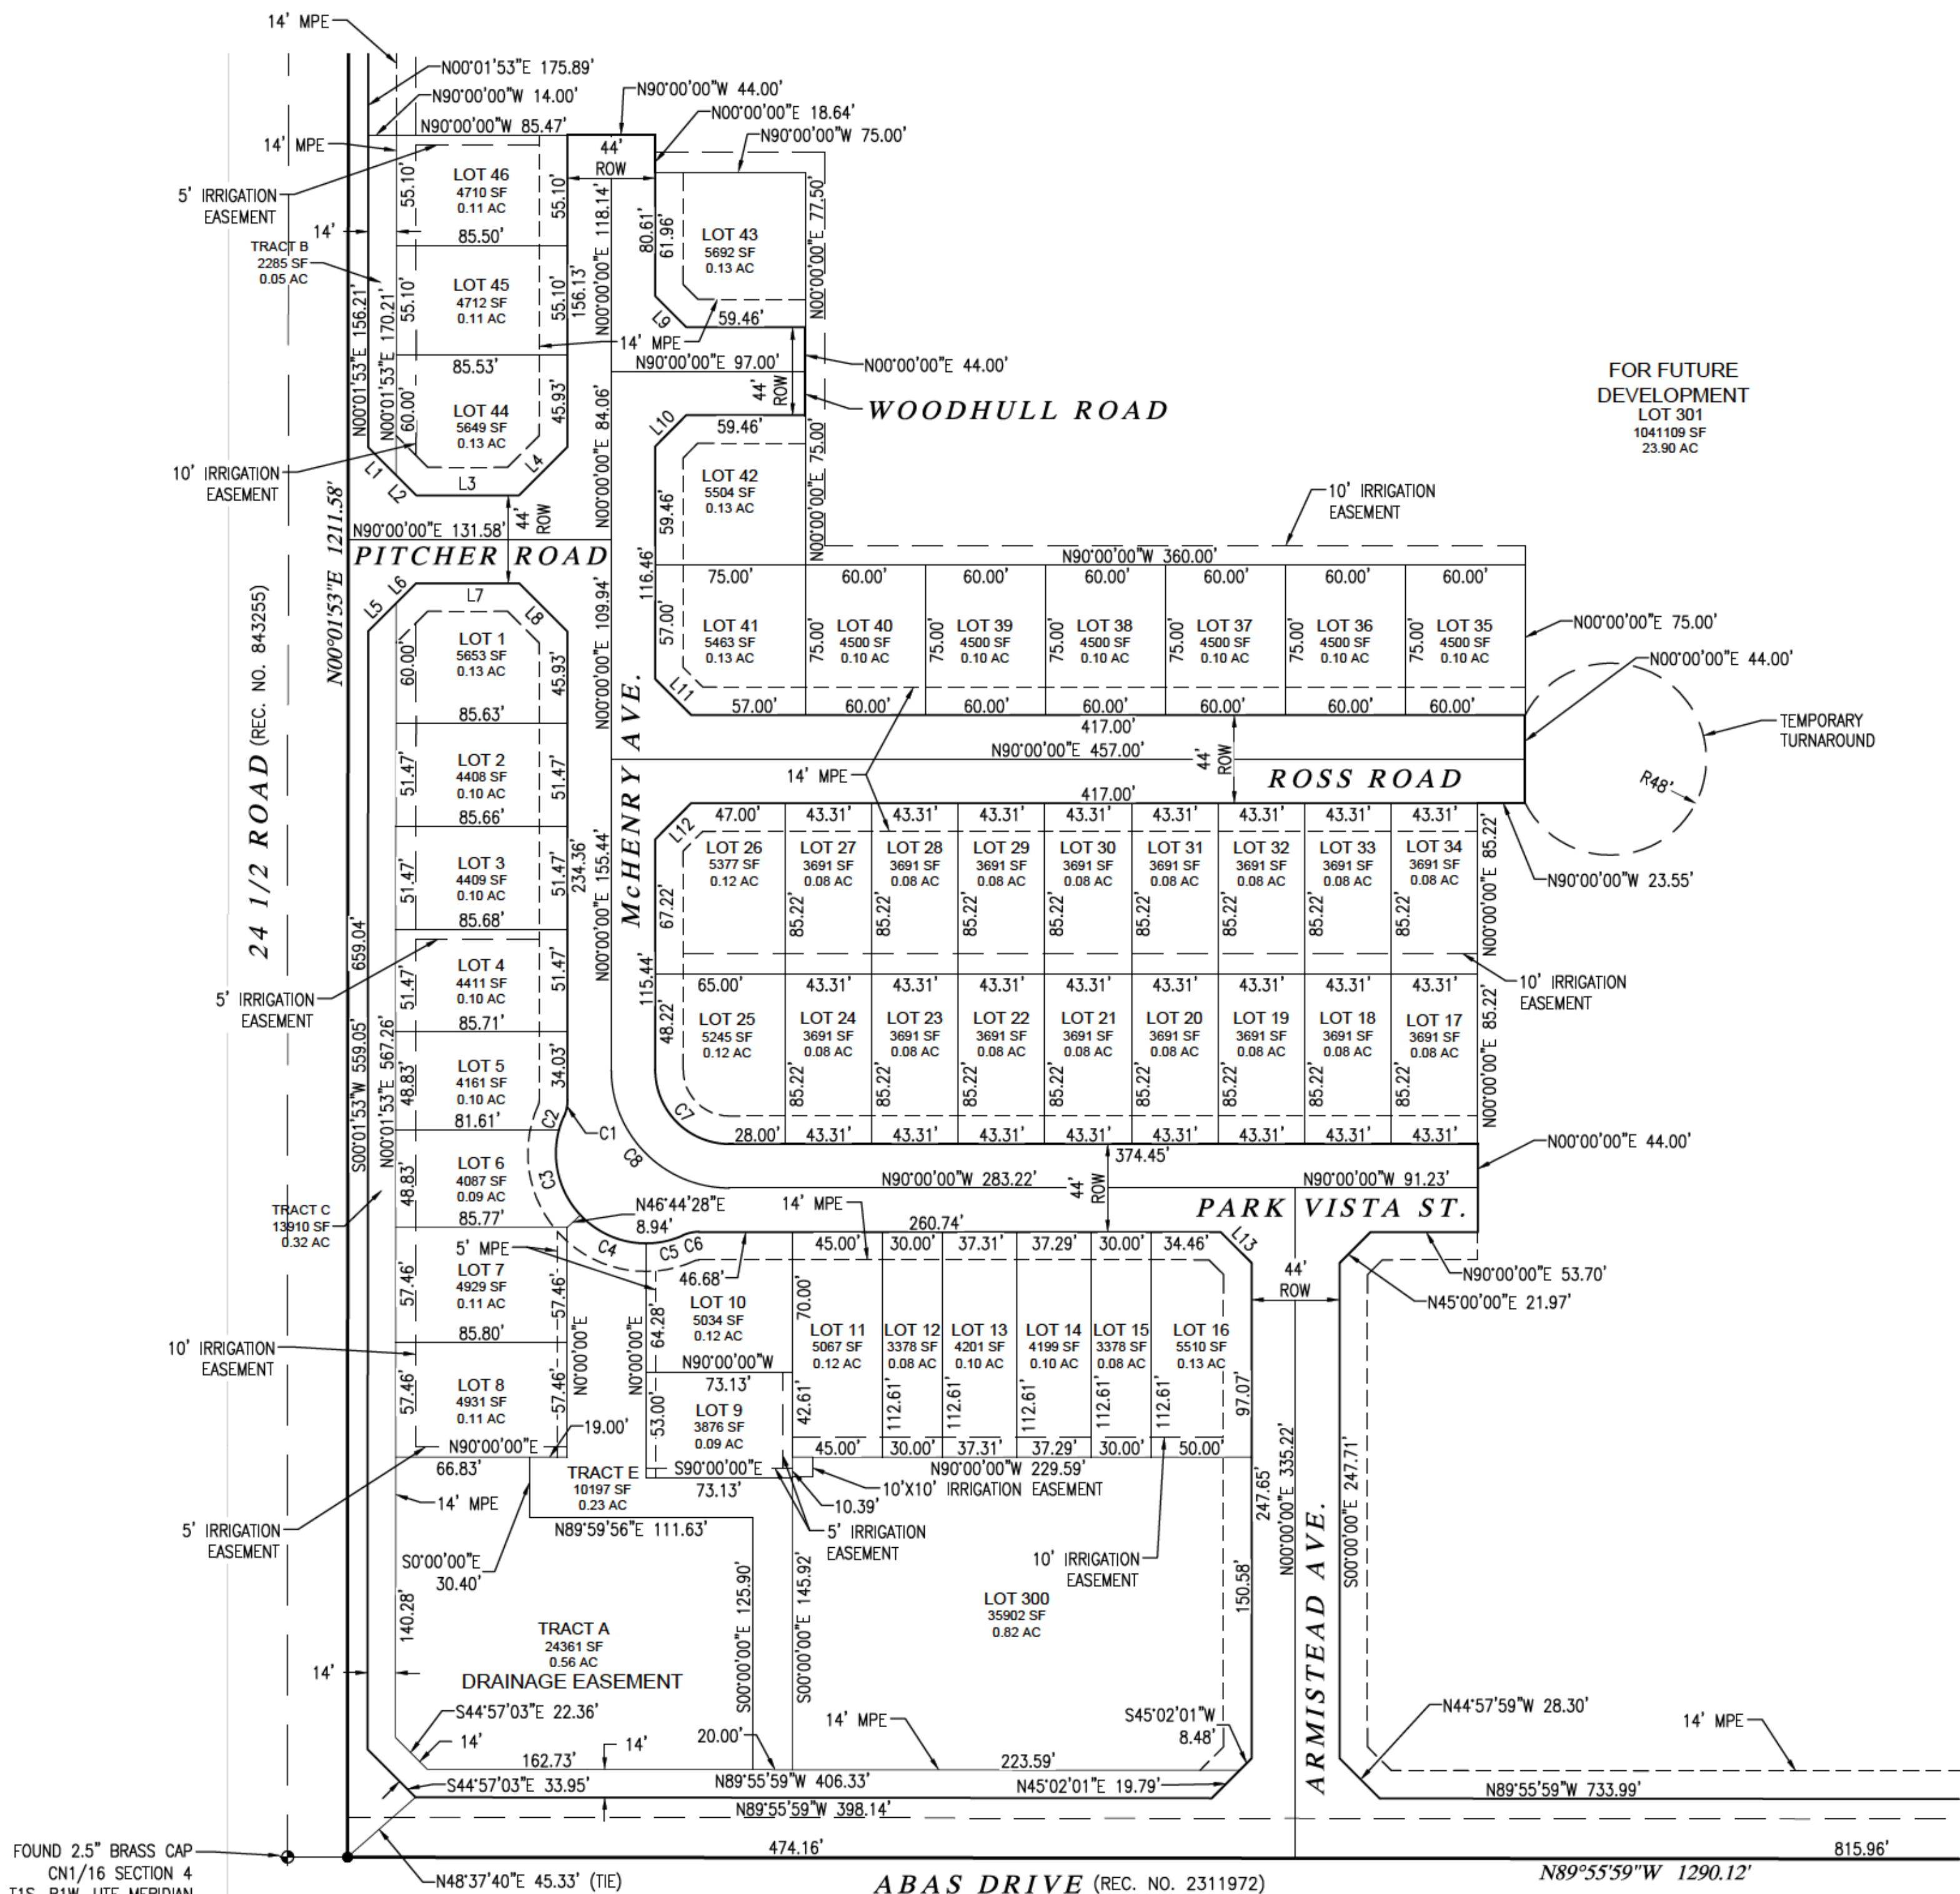 14' MPE
N00°01'53"E 175.89'
N90°00'00"W 14.00'
N90°00'00"W 85.47'
14' MPE
5' IRRIGATION
EASEMENT
14'
TRACT B
2285 SF
0.05 AC
N90°00'00"W 44.00'
N00°00'00"E 18.64'
N90°00'00"W 75.00'
44'
ROW
LOT 46
4710 SF
0.11 AC
55.10'
55.10'
85.50'
LOT 45
4712 SF
0.11 AC
55.10'
55.10'
156.13'
85.53'
LOT 44
5649 SF
0.13 AC
60.00'
45.93'
N00°01'53"E 156.21'
N00°01'53"E 170.21'
L1
L2
L3
L4
10' IRRIGATION
EASEMENT
N00°00'00"E 118.14'
80.61'
61.96'
LOT 43
5692 SF
0.13 AC
N00°00'00"E 77.50'
L9
59.46'
14' MPE
N90°00'00"E 97.00'
44'
ROW
N00°00'00"E 44.00'
WOODHULL ROAD
N00°00'00"E 84.06'
L10
59.46'
LOT 42
5504 SF
0.13 AC
59.46'
N00°00'00"E 75.00'
116.46'
FOR FUTURE
DEVELOPMENT
LOT 301
1041109 SF
23.90 AC
10' IRRIGATION
EASEMENT
N90°00'00"W 360.00'
44'
ROW
N90°00'00"E 131.58'
PITCHER ROAD
N00°01'53"E 1211.58'
24 1/2 ROAD (REC. NO. 843255)
L5
L6
L7
L8
75.00'
60.00'
60.00'
60.00'
60.00'
60.00'
60.00'
57.00'
LOT 41
5463 SF
0.13 AC
75.00'
LOT 40
4500 SF
0.10 AC
75.00'
LOT 39
4500 SF
0.10 AC
75.00'
LOT 38
4500 SF
0.10 AC
75.00'
LOT 37
4500 SF
0.10 AC
75.00'
LOT 36
4500 SF
0.10 AC
75.00'
LOT 35
4500 SF
0.10 AC
N00°00'00"E 75.00'
N00°00'00"E 44.00'
TEMPORARY
TURNAROUND
R48'
L11
57.00'
60.00'
60.00'
60.00'
60.00'
60.00'
60.00'
417.00'
N90°00'00"E 457.00'
44'
ROW
ROSS ROAD
14' MPE
417.00'
N90°00'00"W 23.55'
LOT 1
5653 SF
0.13 AC
60.00'
45.93'
85.63'
N00°00'00"E 109.94'
McHENRY AVE.
LOT 2
4408 SF
0.10 AC
51.47'
51.47'
85.66'
LOT 3
4409 SF
0.10 AC
51.47'
51.47'
85.68'
234.36'
N00°00'00"E 155.44'
LOT 4
4411 SF
0.10 AC
51.47'
51.47'
85.71'
5' IRRIGATION
EASEMENT
659.04'
S00°01'53"W 559.05'
N00°01'53"E 567.26'
LOT 5
4161 SF
0.10 AC
48.83'
34.03'
81.61'
C2
C1
LOT 6
4087 SF
0.09 AC
48.83'
85.77'
C3
TRACT C
13910 SF
0.32 AC
L12
47.00'
43.31'
43.31'
43.31'
43.31'
43.31'
43.31'
43.31'
43.31'
LOT 26
5377 SF
0.12 AC
67.22'
LOT 27
3691 SF
0.08 AC
85.22'
LOT 28
3691 SF
0.08 AC
85.22'
LOT 29
3691 SF
0.08 AC
85.22'
LOT 30
3691 SF
0.08 AC
85.22'
LOT 31
3691 SF
0.08 AC
85.22'
LOT 32
3691 SF
0.08 AC
85.22'
LOT 33
3691 SF
0.08 AC
85.22'
LOT 34
3691 SF
0.08 AC
85.22'
N00°00'00"E 85.22'
115.44'
65.00'
43.31'
43.31'
43.31'
43.31'
43.31'
43.31'
43.31'
43.31'
10' IRRIGATION
EASEMENT
48.22'
LOT 25
5245 SF
0.12 AC
LOT 24
3691 SF
0.08 AC
85.22'
LOT 23
3691 SF
0.08 AC
85.22'
LOT 22
3691 SF
0.08 AC
85.22'
LOT 21
3691 SF
0.08 AC
85.22'
LOT 20
3691 SF
0.08 AC
85.22'
LOT 19
3691 SF
0.08 AC
85.22'
LOT 18
3691 SF
0.08 AC
85.22'
LOT 17
3691 SF
0.08 AC
85.22'
N00°00'00"E 85.22'
C7
C8
28.00'
43.31'
43.31'
43.31'
43.31'
43.31'
43.31'
43.31'
43.31'
N00°00'00"E 44.00'
374.45'
N90°00'00"W 283.22'
44'
ROW
N90°00'00"W 91.23'
PARK VISTA ST.
N46°44'28"E
8.94'
14' MPE
260.74'
L13
C4
C5
C6
5' MPE
46.68'
45.00'
30.00'
37.31'
37.29'
30.00'
34.46'
44'
ROW
N90°00'00"E 53.70'
N45°00'00"E 21.97'
LOT 7
4929 SF
0.11 AC
57.46'
57.46'
85.80'
10' IRRIGATION
EASEMENT
LOT 8
4931 SF
0.11 AC
57.46'
57.46'
N0°00'00"E
N0°00'00"E
64.28'
LOT 10
5034 SF
0.12 AC
70.00'
N90°00'00"W
73.13'
LOT 9
3876 SF
0.09 AC
53.00'
42.61'
LOT 11
5067 SF
0.12 AC
112.61'
LOT 12
3378 SF
0.08 AC
112.61'
LOT 13
4201 SF
0.10 AC
112.61'
LOT 14
4199 SF
0.10 AC
112.61'
LOT 15
3378 SF
0.08 AC
112.61'
LOT 16
5510 SF
0.13 AC
97.07'
45.00'
30.00'
37.31'
37.29'
30.00'
50.00'
19.00'
N90°00'00"E
66.83'
TRACT E
10197 SF
0.23 AC
S90°00'00"E
73.13'
N90°00'00"W 229.59'
10'X10' IRRIGATION EASEMENT
10.39'
5' IRRIGATION
EASEMENT
14' MPE
5' IRRIGATION
EASEMENT
N89°59'56"E 111.63'
S0°00'00"E
30.40'
10' IRRIGATION
EASEMENT
247.65'
N00°00'00"E 335.22'
S00°00'00"E 247.71'
140.28'
TRACT A
24361 SF
0.56 AC
DRAINAGE EASEMENT
S00°00'00"E 125.90'
S00°00'00"E 145.92'
LOT 300
35902 SF
0.82 AC
150.58'
ARMISTEAD AVE.
14'
S44°57'03"E 22.36'
14'
14'
162.73'
20.00'
14' MPE
223.59'
S45°02'01"W
8.48'
N44°57'59"W 28.30'
14' MPE
S44°57'03"E 33.95'
N89°55'59"W 406.33'
N45°02'01"E 19.79'
N89°55'59"W 733.99'
N89°55'59"W 398.14'
FOUND 2.5" BRASS CAP
CN1/16 SECTION 4
T1S, R1W, UTE MERIDIAN
474.16'
815.96'
N48°37'40"E 45.33' (TIE)
ABAS DRIVE (REC. NO. 2311972)
N89°55'59"W 1290.12'